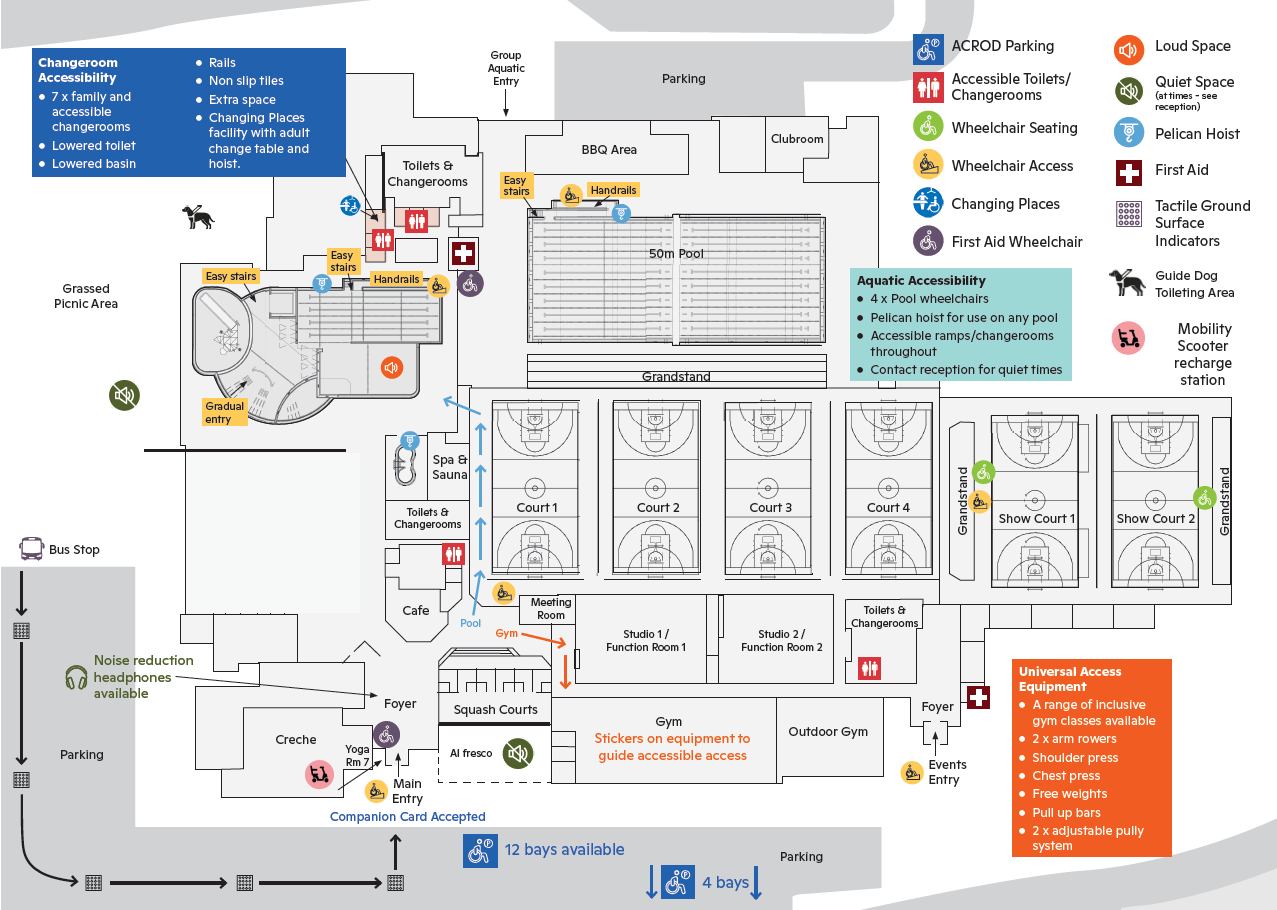 Changeroom
Accessibility
• 7 x family and
accessible
changerooms
• Lowered toilet
• Lowered basin
• Rails
• Non slip tiles
• Extra space
• Changing Places
facility with adult
change table and
hoist.
Group
Aquatic
Entry
Parking
ACROD Parking
Accessible Toilets/
Changerooms
Wheelchair Seating
Wheelchair Access
Changing Places
First Aid Wheelchair
Loud Space
Quiet Space
(at times - see
reception)
Pelican Hoist
First Aid
Tactile Ground
Surface
Indicators
Guide Dog
Toileting Area
Mobility
Scooter
recharge
station
BBQ Area
Clubroom
Toilets &
Changerooms
Easy
stairs
Handrails
50m Pool
Easy stairs
Easy
stairs
Handrails
Grassed
Picnic Area
Aquatic Accessibility
• 4 x Pool wheelchairs
• Pelican hoist for use on any pool
• Accessible ramps/changerooms
throughout
• Contact reception for quiet times
Grandstand
Gradual
entry
Spa &
Sauna
Toilets &
Changerooms
Court 1
Court 2
Court 3
Court 4
Grandstand
Show Court 1
Show Court 2
Grandstand
Bus Stop
Cafe
Pool
Meeting
Room
Gym
Studio 1 /
Function Room 1
Studio 2 /
Function Room 2
Toilets &
Changerooms
Noise reduction
headphones
available
Foyer
Squash Courts
Creche
Yoga
Rm 7
Al fresco
Gym
Stickers on equipment to
guide accessible access
Outdoor Gym
Foyer
Events
Entry
Universal Access
Equipment
• A range of inclusive
gym classes available
• 2 x arm rowers
• Shoulder press
• Chest press
• Free weights
• Pull up bars
• 2 x adjustable pully
system
Parking
Main
Entry
Companion Card Accepted
P
12 bays available
P
4 bays
Parking